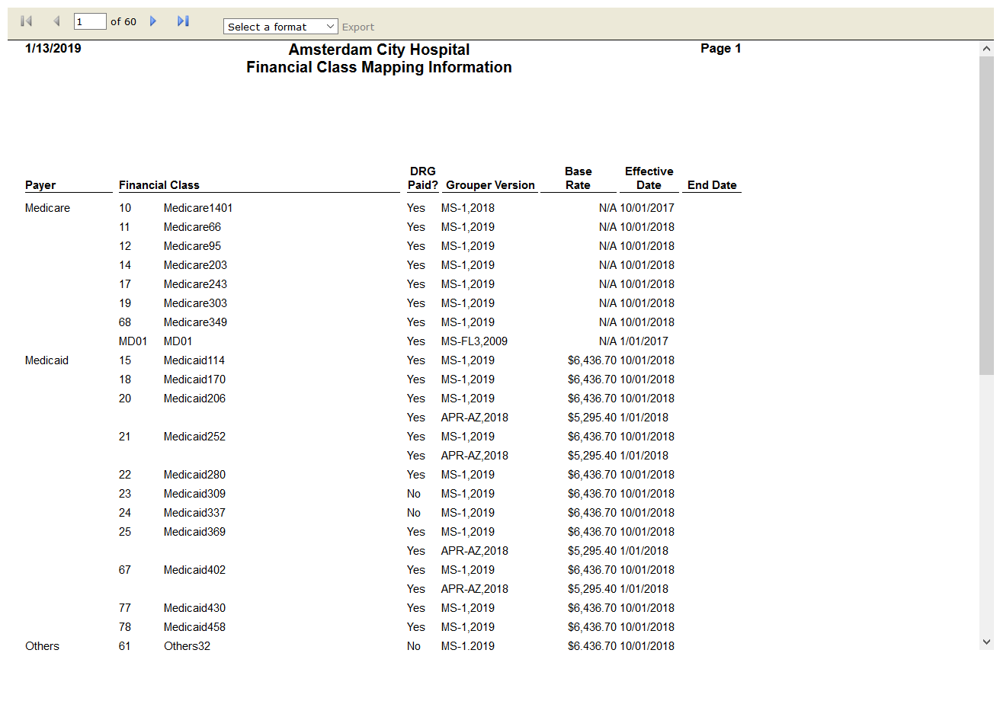 1 of 60 Select a format Export
1/13/2019 Amsterdam City Hospital Page 1
Financial Class Mapping Information
DRG Base Effective
Payer Financial Class Paid? Grouper Version Rate Date End Date
Medicare 10 Medicare1401 Yes MS-1,2018 N/A 10/01/2017
11 Medicare66 Yes MS-1,2019 N/A 10/01/2018
12 Medicare95 Yes MS-1,2019 N/A 10/01/2018
14 Medicare203 Yes MS-1,2019 N/A 10/01/2018
17 Medicare243 Yes MS-1,2019 N/A 10/01/2018
19 Medicare303 Yes MS-1,2019 N/A 10/01/2018
68 Medicare349 Yes MS-1,2019 N/A 10/01/2018
MD01 MD01 Yes MS-FL3,2009 N/A 1/01/2017
Medicaid 15 Medicaid114 Yes MS-1,2019 $6,436.70 10/01/2018
18 Medicaid170 Yes MS-1,2019 $6,436.70 10/01/2018
20 Medicaid206 Yes MS-1,2019 $6,436.70 10/01/2018
Yes APR-AZ,2018 $5,295.40 1/01/2018
21 Medicaid252 Yes MS-1,2019 $6,436.70 10/01/2018
Yes APR-AZ,2018 $5,295.40 1/01/2018
22 Medicaid280 Yes MS-1,2019 $6,436.70 10/01/2018
23 Medicaid309 No MS-1,2019 $6,436.70 10/01/2018
24 Medicaid337 No MS-1,2019 $6,436.70 10/01/2018
25 Medicaid369 Yes MS-1,2019 $6,436.70 10/01/2018
Yes APR-AZ,2018 $5,295.40 1/01/2018
67 Medicaid402 Yes MS-1,2019 $6,436.70 10/01/2018
Yes APR-AZ,2018 $5,295.40 1/01/2018
77 Medicaid430 Yes MS-1,2019 $6,436.70 10/01/2018
78 Medicaid458 Yes MS-1,2019 $6,436.70 10/01/2018
Others 61 Others32 No MS-1,2019 $6,436.70 10/01/2018